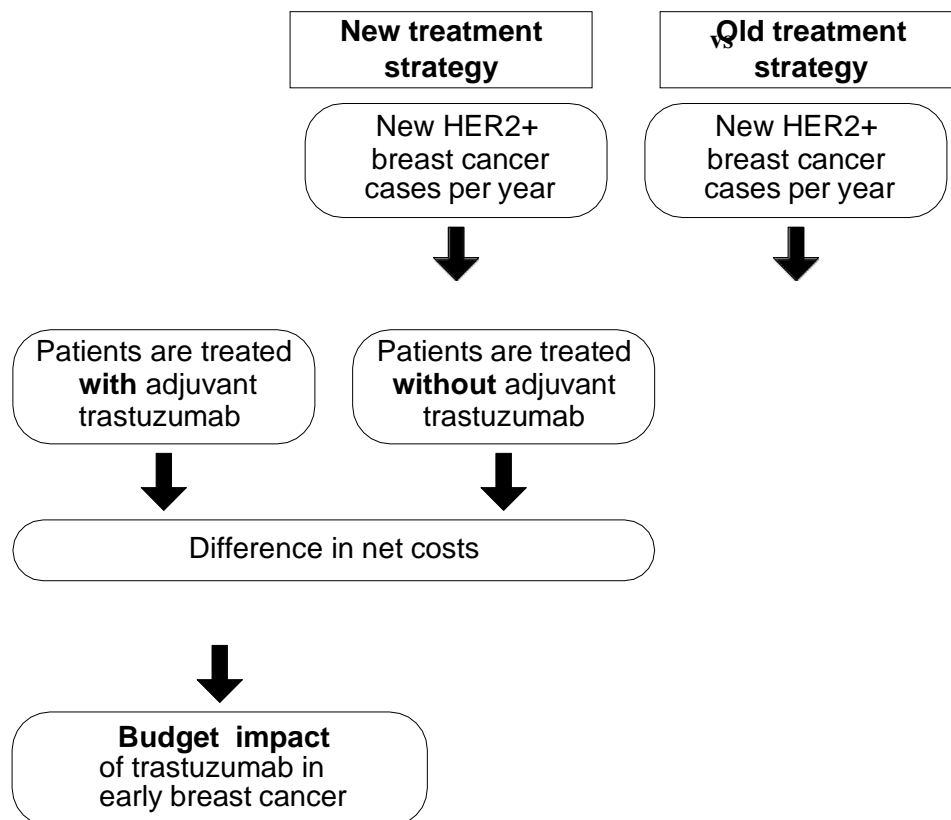 New treatment
strategy
vs
Old treatment
strategy
New HER2+
breast cancer
cases per year
New HER2+
breast cancer
cases per year
Patients are treated
with adjuvant
trastuzumab
Patients are treated
without adjuvant
trastuzumab
Difference in net costs
Budget impact
of trastuzumab in
early breast cancer